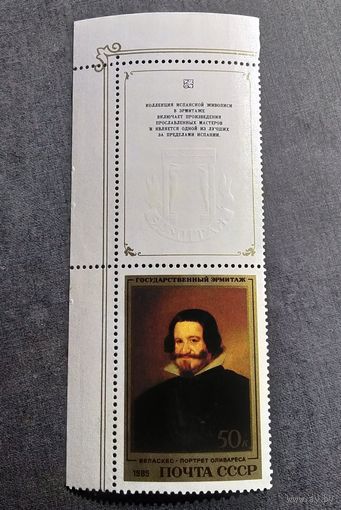 КОЛЛЕКЦИЯ ИСПАНСКОЙ ЖИВОПИСИ
В ЭРМИТАЖЕ
ВКЛЮЧАЕТ ПРОИЗВЕДЕНИЯ
ПРОСЛАВЛЕННЫХ МАСТЕРОВ
И ЯВЛЯЕТСЯ ОДНОЙ ИЗ ЛУЧШИХ
ЗА ПРЕДЕЛАМИ ИСПАНИИ.
ЭРМИТАЖ
ГОСУДАРСТВЕННЫЙ ЭРМИТАЖ
50к
ВЕЛАСКЕС · ПОРТРЕТ ОЛИВАРЕСА
1985 ПОЧТА СССР